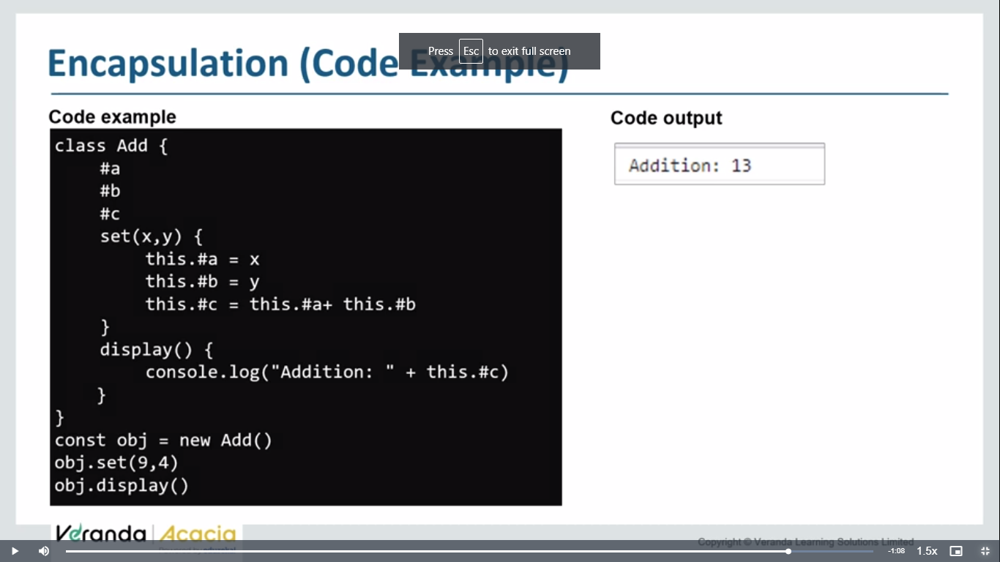 Press Esc to exit full screen
Encapsulation (Code Example)
Code example
class Add {
#a
#b
#c
set(x,y) {
this.#a = x
this.#b = y
this.#c = this.#a+ this.#b
}
display() {
console.log("Addition: " + this.#c)
}
}
const obj = new Add()
obj.set(9,4)
obj.display()
Code output
Addition: 13
Veranda | Acacia
Copyright © Veranda Learning Solutions Limited
-1:08
1.5x